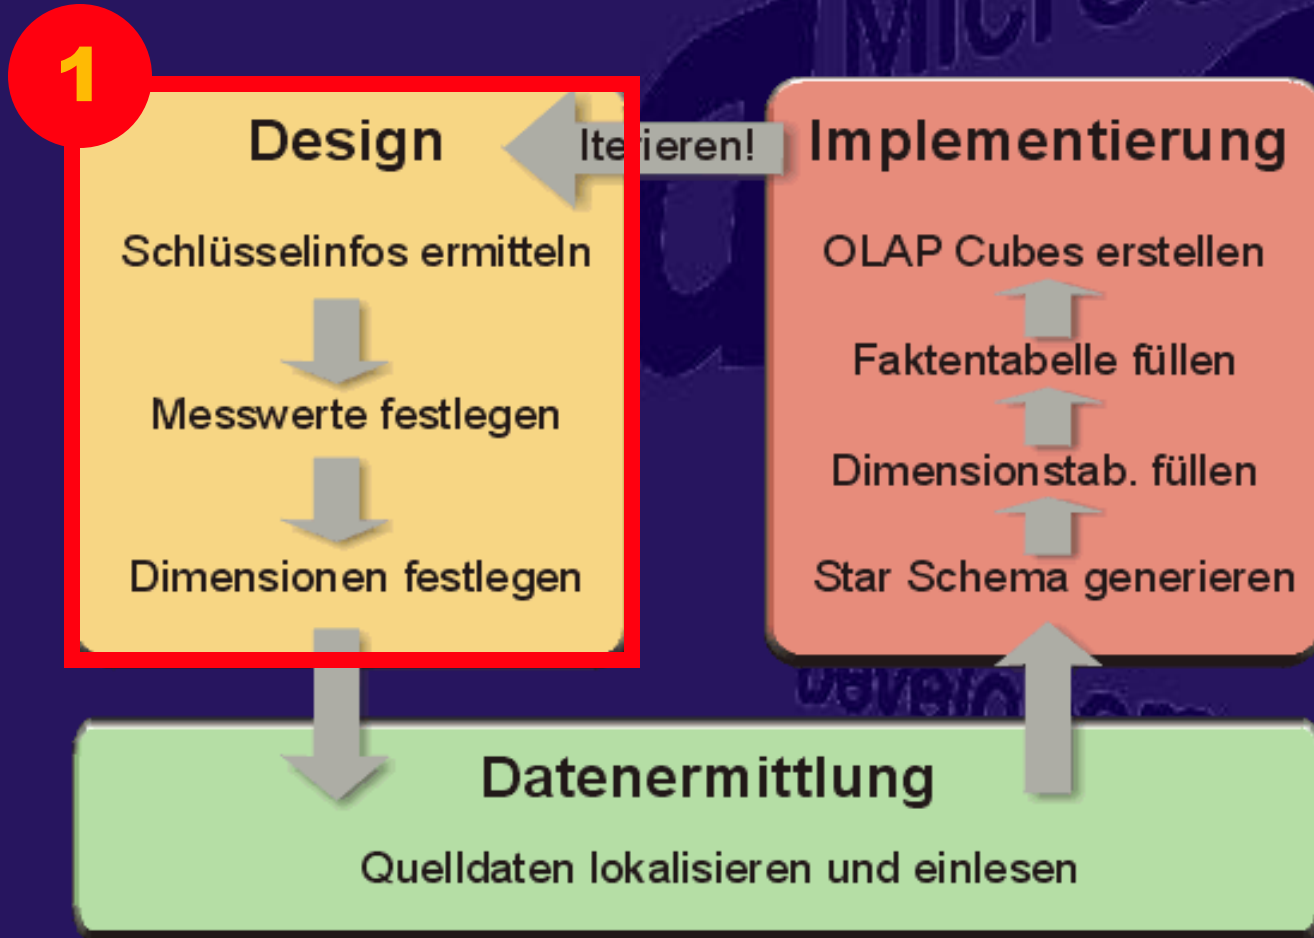 1
Design
Iterieren!
Implementierung
Schlüsselinfos ermitteln
Messwerte festlegen
Dimensionen festlegen
OLAP Cubes erstellen
Faktentabelle füllen
Dimensionstab. füllen
Star Schema generieren
Datenermittlung
Quelldaten lokalisieren und einlesen